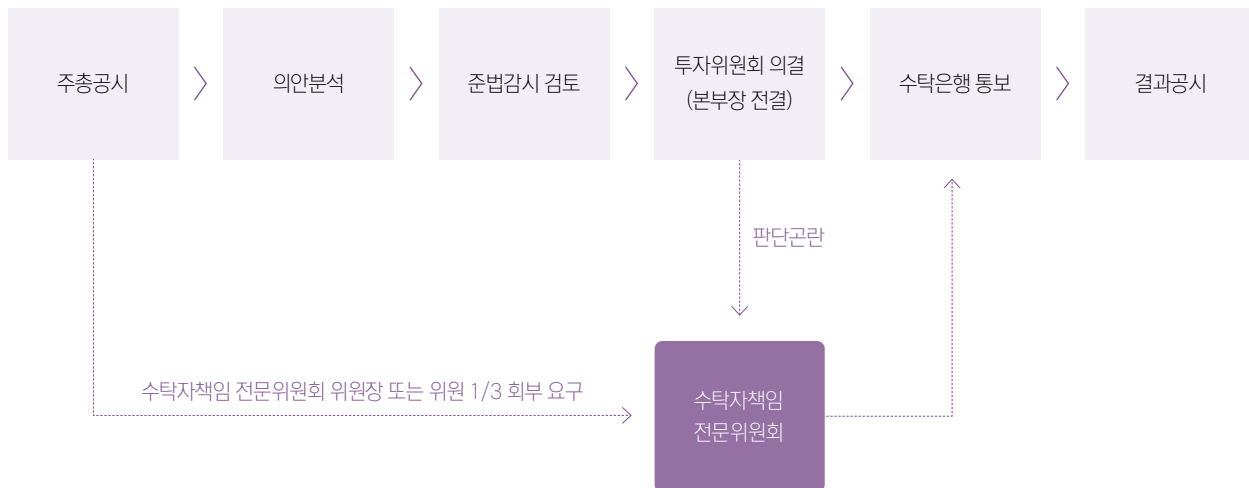 주총공시
의안분석
준법감시 검토
투자위원회 의결
(본부장 전결)
수탁은행 통보
결과공시
판단곤란
수탁자책임 전문위원회 위원장 또는 위원 1/3 회부 요구
수탁자책임
전문위원회